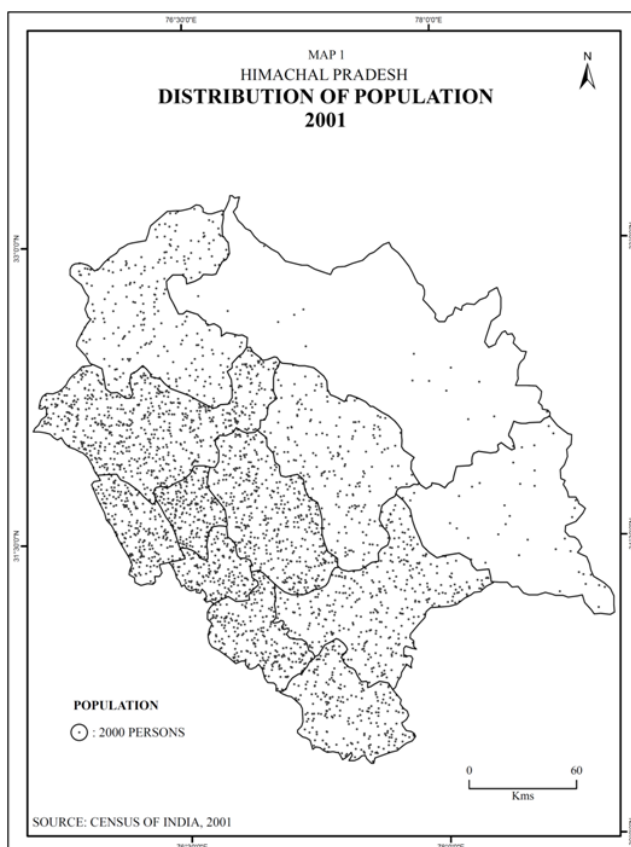 76°30'0"E
78°0'0"E
MAP 1
HIMACHAL PRADESH
DISTRIBUTION OF POPULATION
2001
N
33°0'0"N
31°30'0"N
POPULATION
: 2000 PERSONS
0 60
Kms
SOURCE: CENSUS OF INDIA, 2001